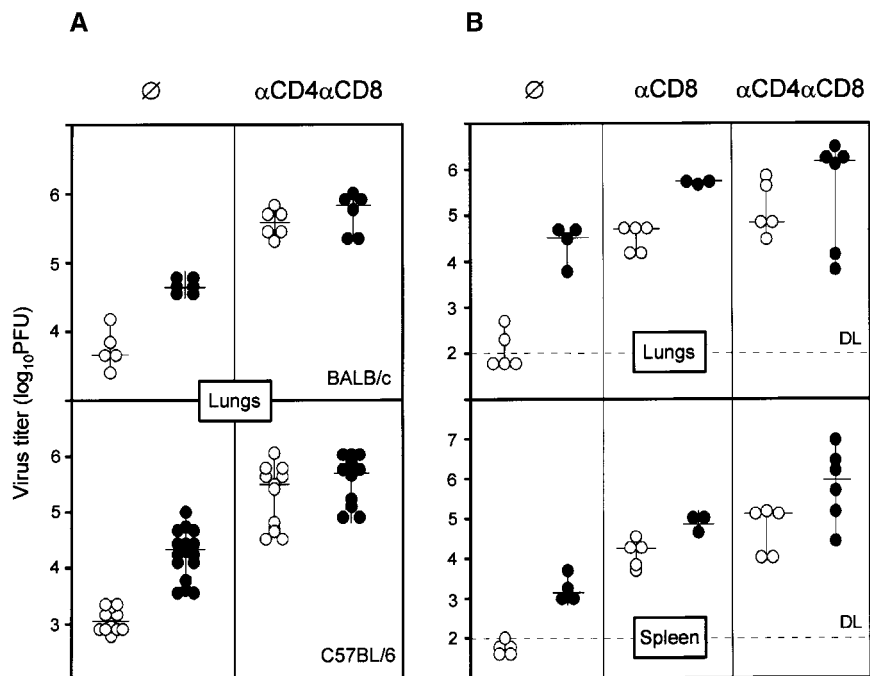 A
B
∅
αCD4αCD8
∅
αCD8
αCD4αCD8
Virus titer (log₁₀PFU)
6
5
4
BALB/c
Lungs
6
5
4
3
C57BL/6
6
5
4
3
2
Lungs
DL
7
6
5
4
3
2
Spleen
DL